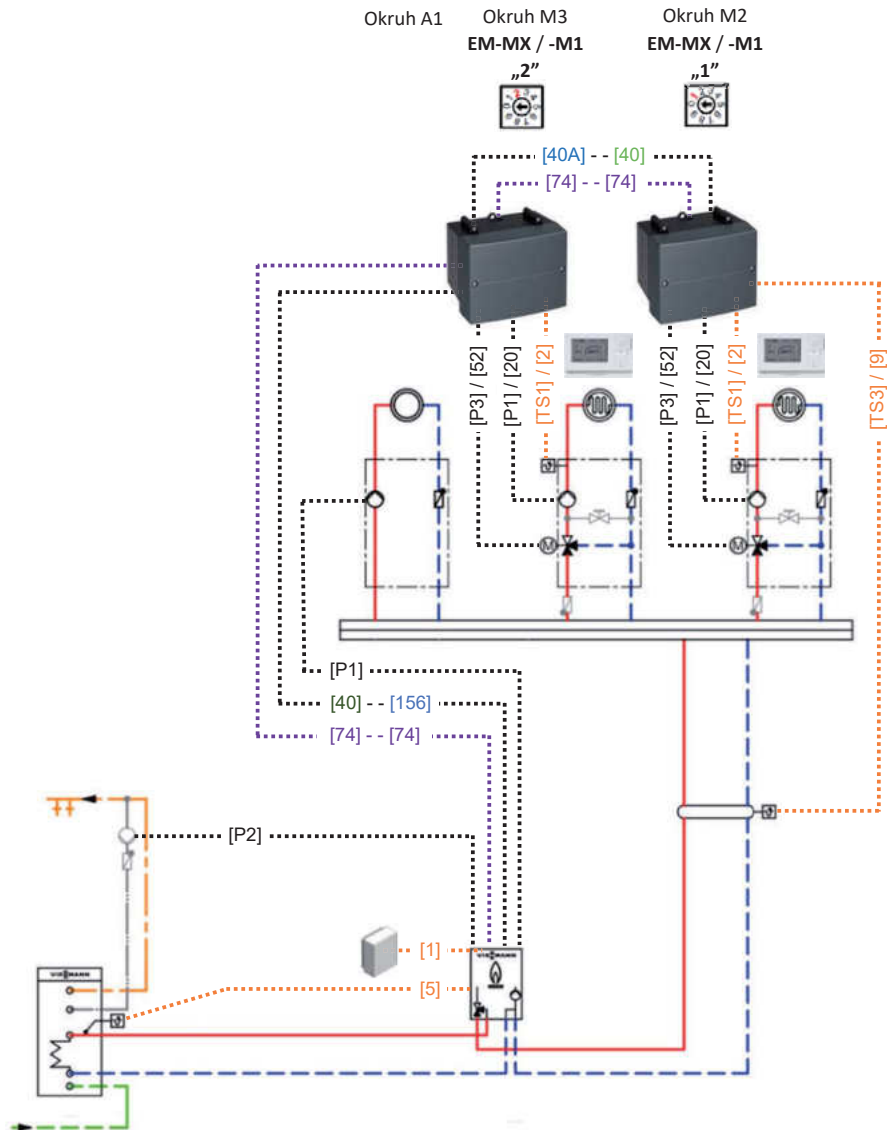 Okruh A1
Okruh M3
EM-MX / -M1
„2”
Okruh M2
EM-MX / -M1
„1”
[40A] - - [40]
[74] - - [74]
[P3] / [52]
[P1] / [20]
[TS1] / [2]
[P3] / [52]
[P1] / [20]
[TS1] / [2]
[TS3] / [9]
M
M
[P1]
[40] - - [156]
[74] - - [74]
[P2]
[1]
[5]
VIESMANN
VIESMANN